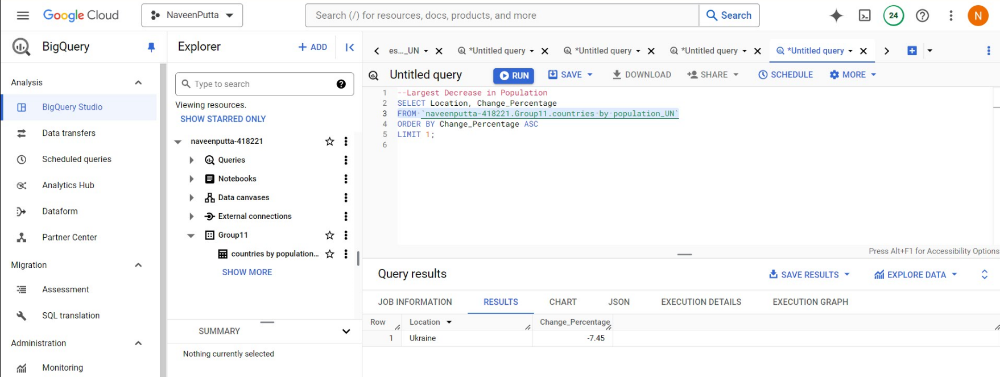 Google Cloud
NaveenPutta
Search (/) for resources, docs, products, and more
Search
24
N
BigQuery
Analysis
BigQuery Studio
Data transfers
Scheduled queries
Analytics Hub
Dataform
Partner Center
Migration
Assessment
SQL translation
Administration
Monitoring
Explorer
+ ADD
Type to search
?
Viewing resources.
SHOW STARRED ONLY
naveenputta-418221
Queries
Notebooks
Data canvases
External connections
Group11
countries by population...
SHOW MORE
SUMMARY
Nothing currently selected
es..._UN
*Untitled query
*Untitled query
*Untitled query
*Untitled query
Untitled query
RUN
SAVE
DOWNLOAD
SHARE
SCHEDULE
MORE
1 --Largest Decrease in Population
2 SELECT Location, Change_Percentage
3 FROM `naveenputta-418221.Group11.countries by population_UN`
4 ORDER BY Change_Percentage ASC
5 LIMIT 1;
6
Press Alt+F1 for Accessibility Options
Query results
SAVE RESULTS
EXPLORE DATA
JOB INFORMATION RESULTS CHART JSON EXECUTION DETAILS EXECUTION GRAPH
Row Location Change_Percentage
1 Ukraine -7.45